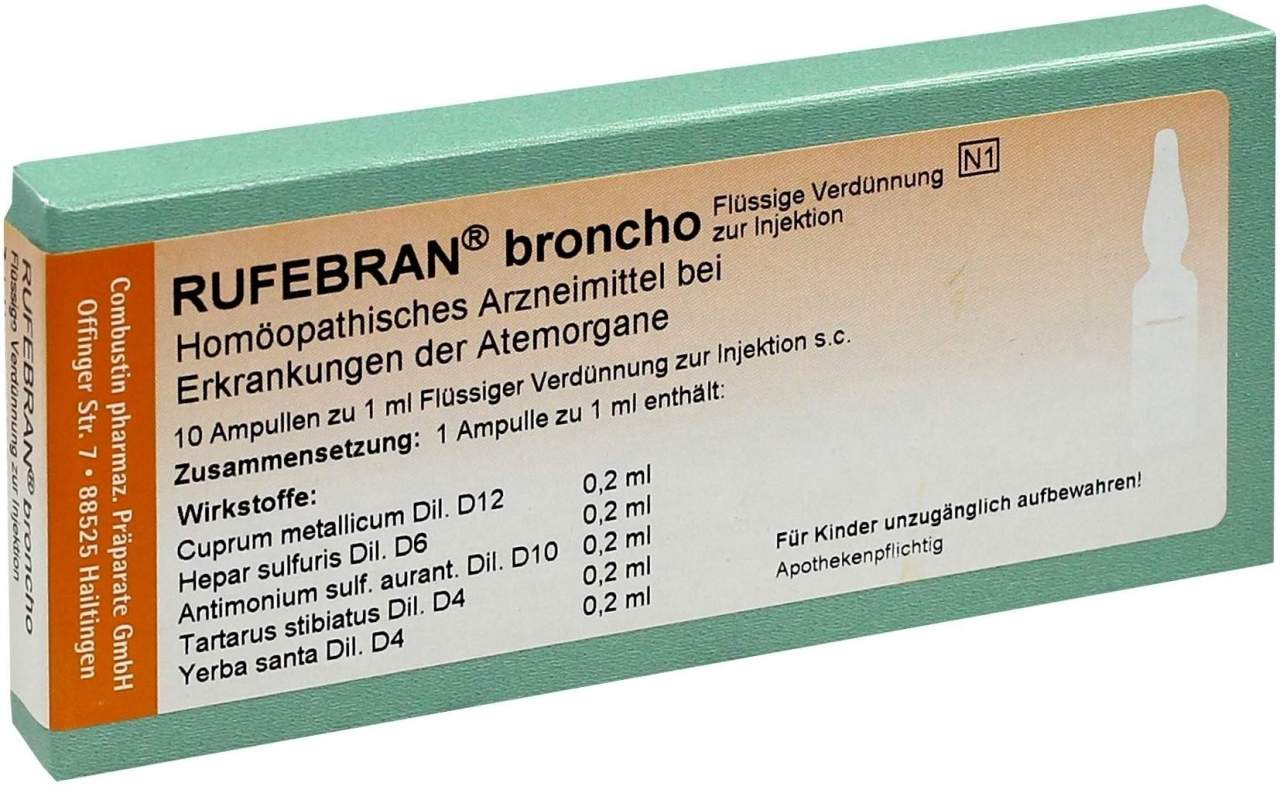 RUFEBRAN® broncho
Flüssige Verdünnung
zur Injektion
N1
Homöopathisches Arzneimittel bei
Erkrankungen der Atemorgane
10 Ampullen zu 1 ml Flüssiger Verdünnung zur Injektion s.c.
Zusammensetzung: 1 Ampulle zu 1 ml enthält:
Wirkstoffe:
Cuprum metallicum Dil. D12 0,2 ml
Hepar sulfuris Dil. D6 0,2 ml
Antimonium sulf. aurant. Dil. D10 0,2 ml
Tartarus stibiatus Dil. D4 0,2 ml
Yerba santa Dil. D4 0,2 ml
Für Kinder unzugänglich aufbewahren!
Apothekenpflichtig
Combustin pharmaz. Präparate GmbH
Offinger Str. 7 · 88525 Hailtingen
RUFEBRAN® broncho
Flüssige Verdünnung zur Injektion